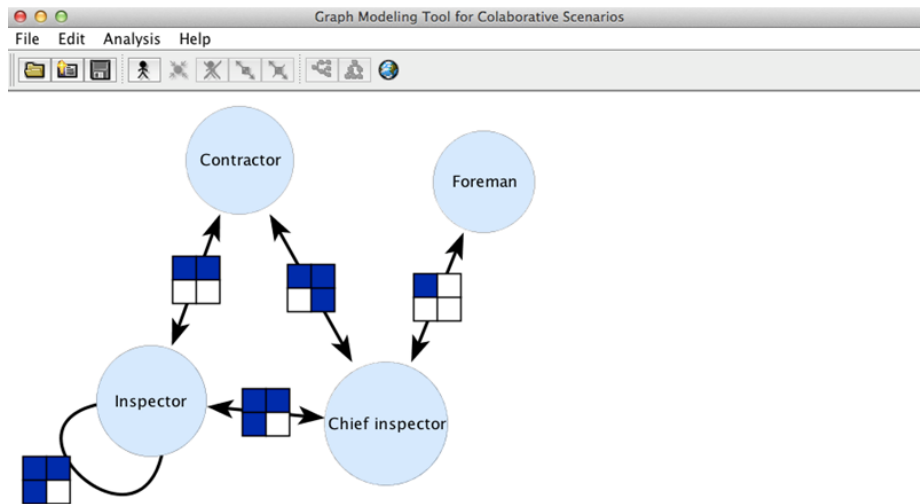 Graph Modeling Tool for Colaborative Scenarios
File Edit Analysis Help
Contractor
Foreman
Inspector
Chief inspector